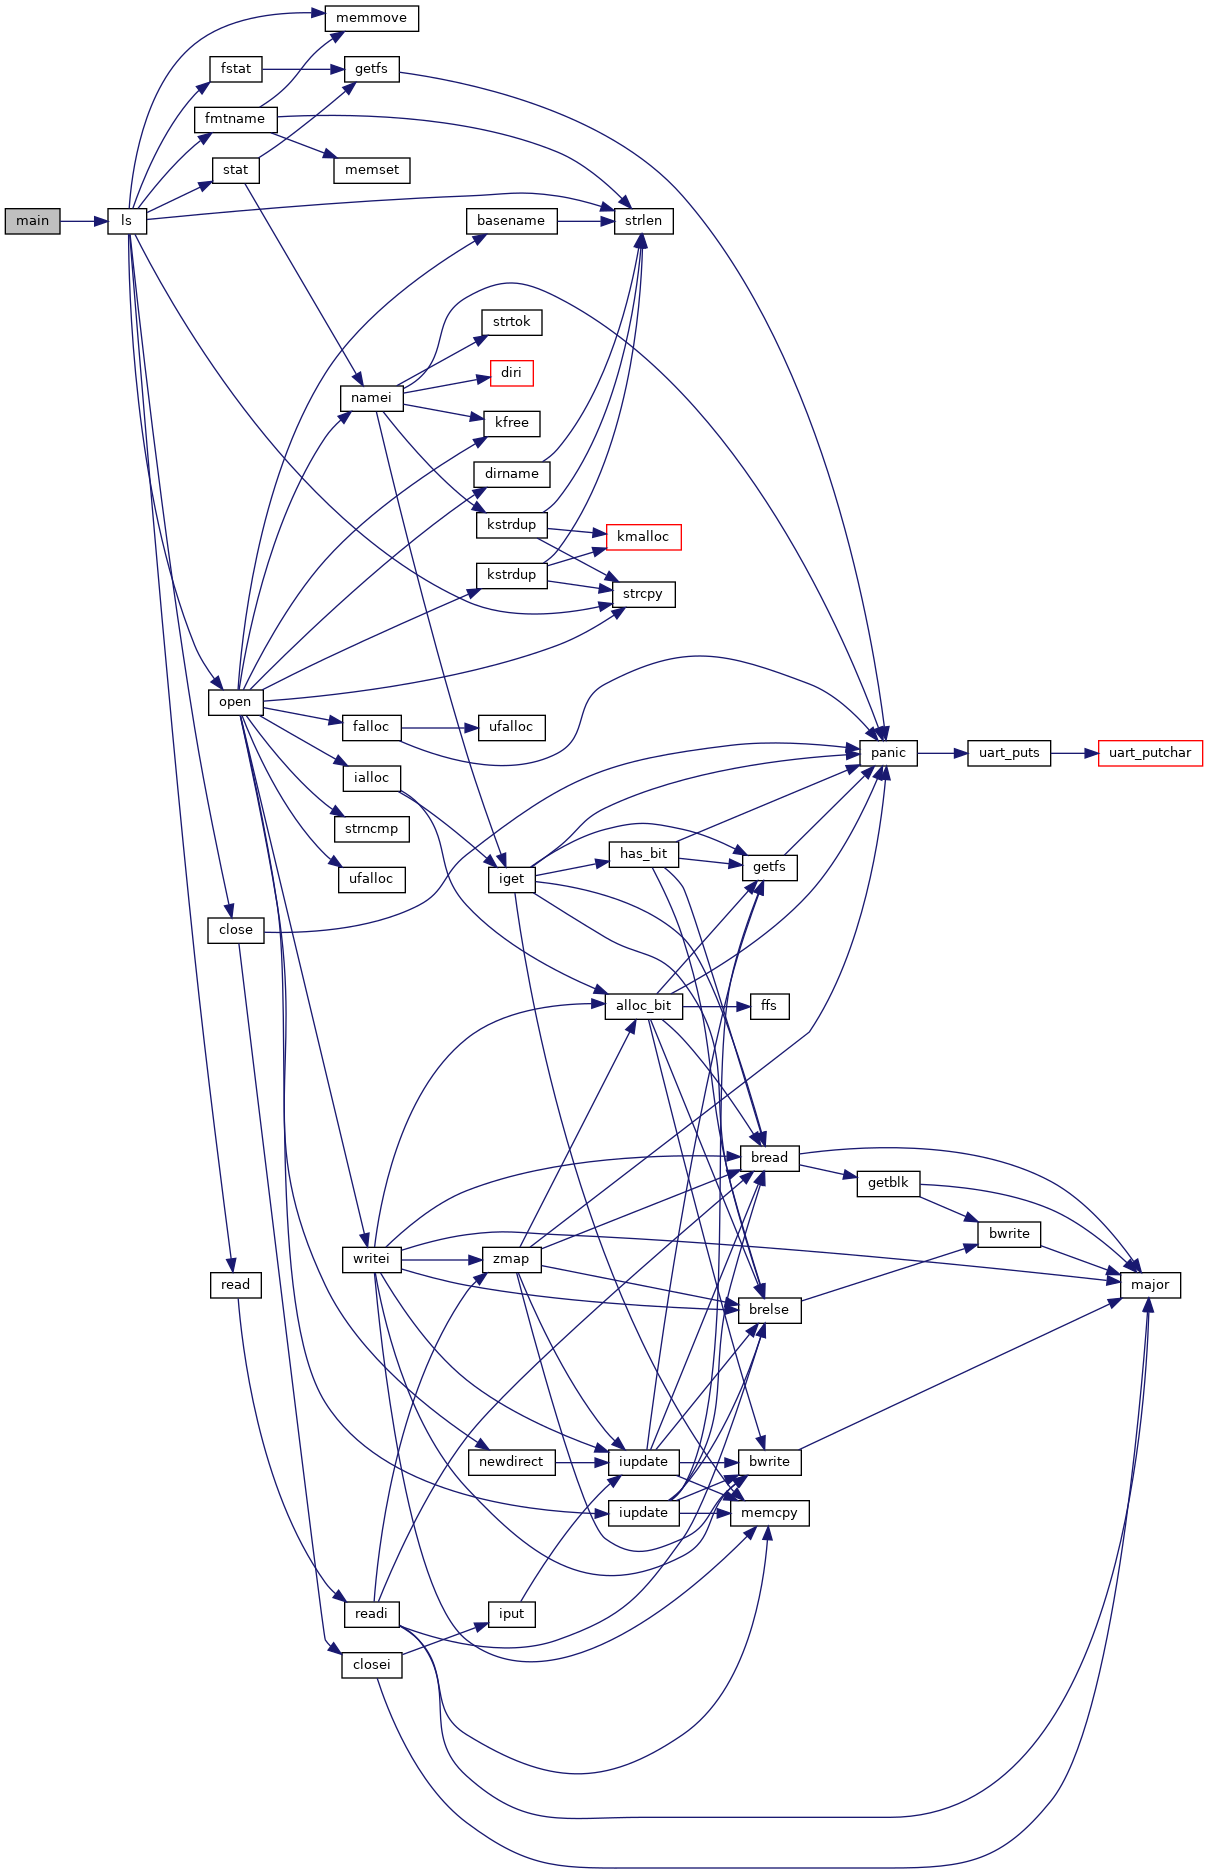 memmove
fstat
getfs
fmtname
stat
memset
main
ls
basename
strlen
strtok
diri
namei
kfree
dirname
kstrdup
kmalloc
kstrdup
strcpy
open
falloc
ufalloc
panic
uart_puts
uart_putchar
ialloc
strncmp
has_bit
getfs
ufalloc
iget
close
alloc_bit
ffs
bread
getblk
bwrite
writei
zmap
read
major
brelse
newdirect
iupdate
bwrite
iupdate
memcpy
readi
iput
closei